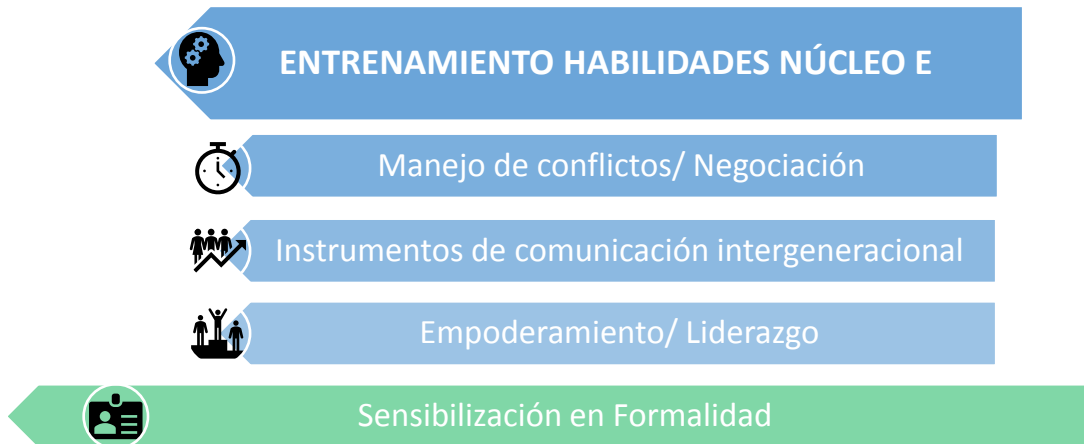 ENTRENAMIENTO HABILIDADES NÚCLEO E
Manejo de conflictos/ Negociación
Instrumentos de comunicación intergeneracional
Empoderamiento/ Liderazgo
Sensibilización en Formalidad